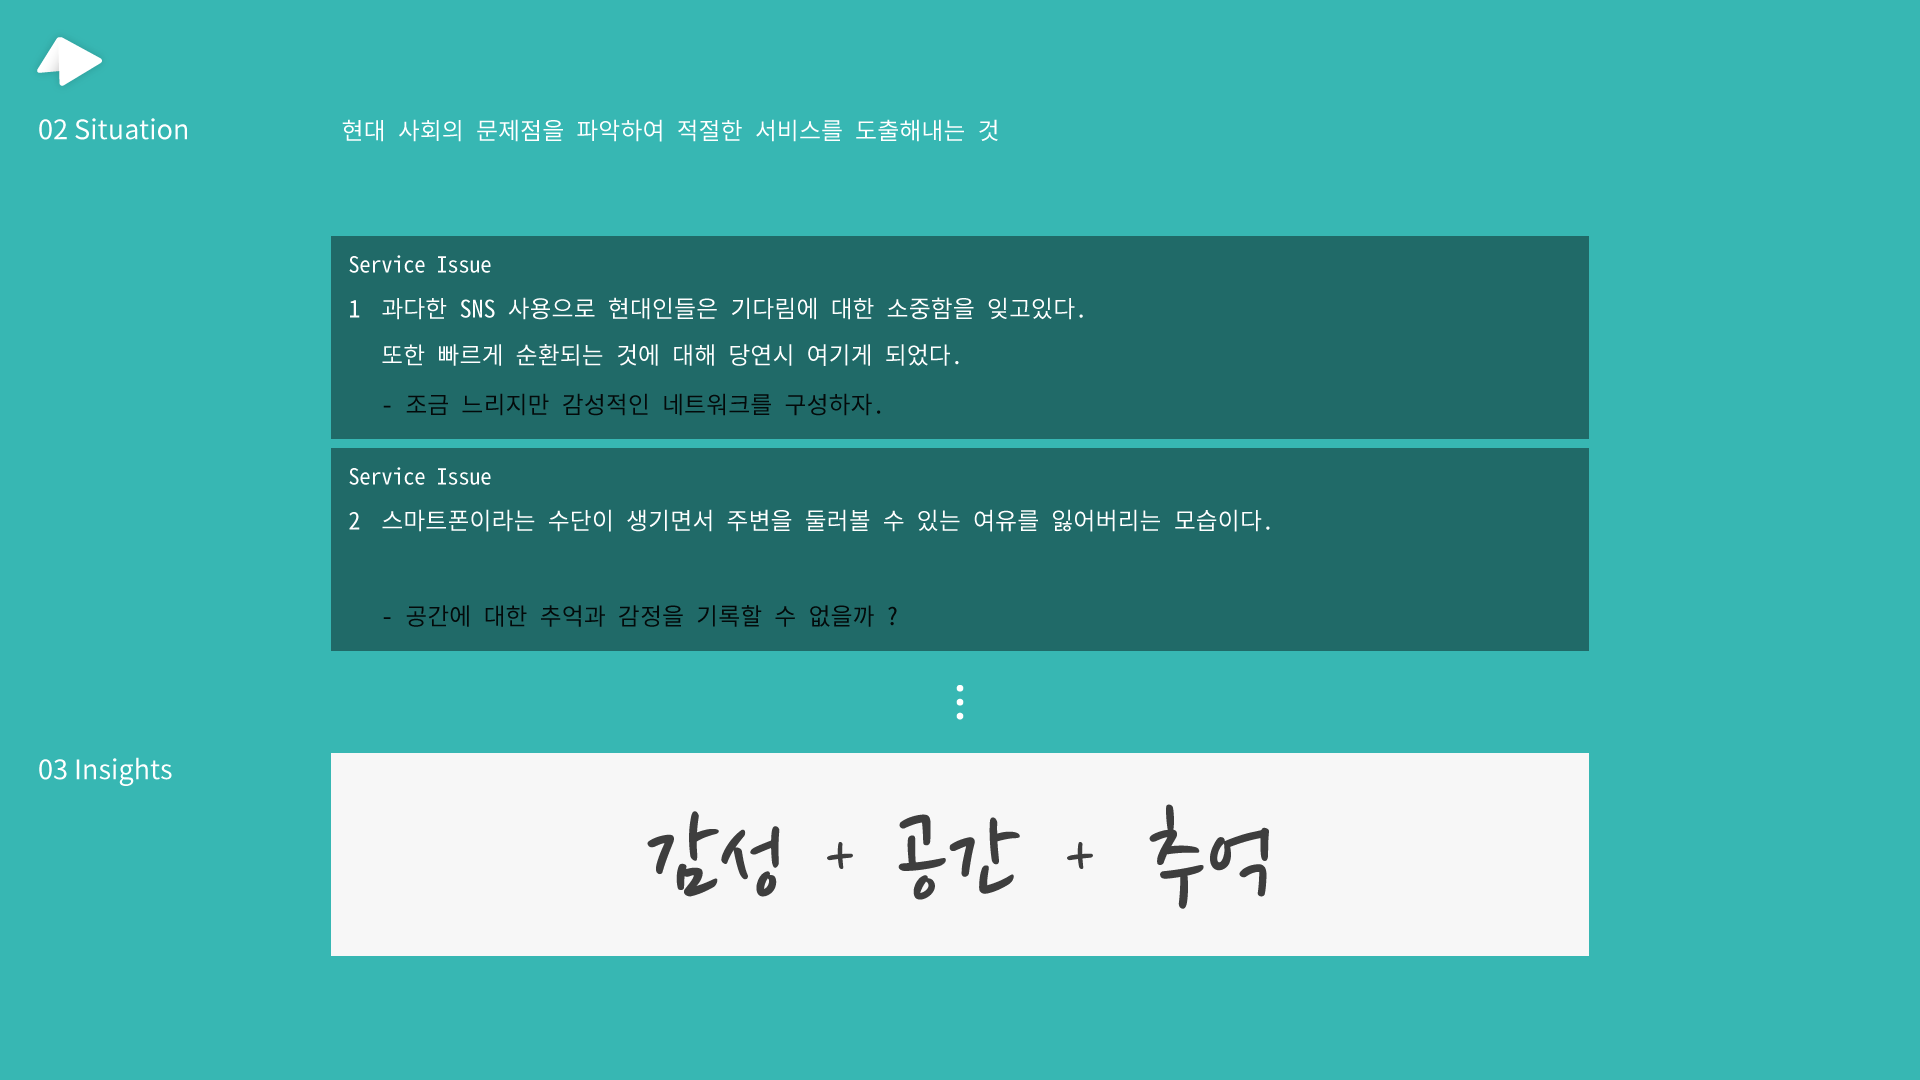 02 Situation
현대 사회의 문제점을 파악하여 적절한 서비스를 도출해내는 것
Service Issue
1 과다한 SNS 사용으로 현대인들은 기다림에 대한 소중함을 잊고있다.
또한 빠르게 순환되는 것에 대해 당연시 여기게 되었다.
- 조금 느리지만 감성적인 네트워크를 구성하자.
Service Issue
2 스마트폰이라는 수단이 생기면서 주변을 둘러볼 수 있는 여유를 잃어버리는 모습이다.
- 공간에 대한 추억과 감정을 기록할 수 없을까 ?
03 Insights
감성 + 공간 + 추억